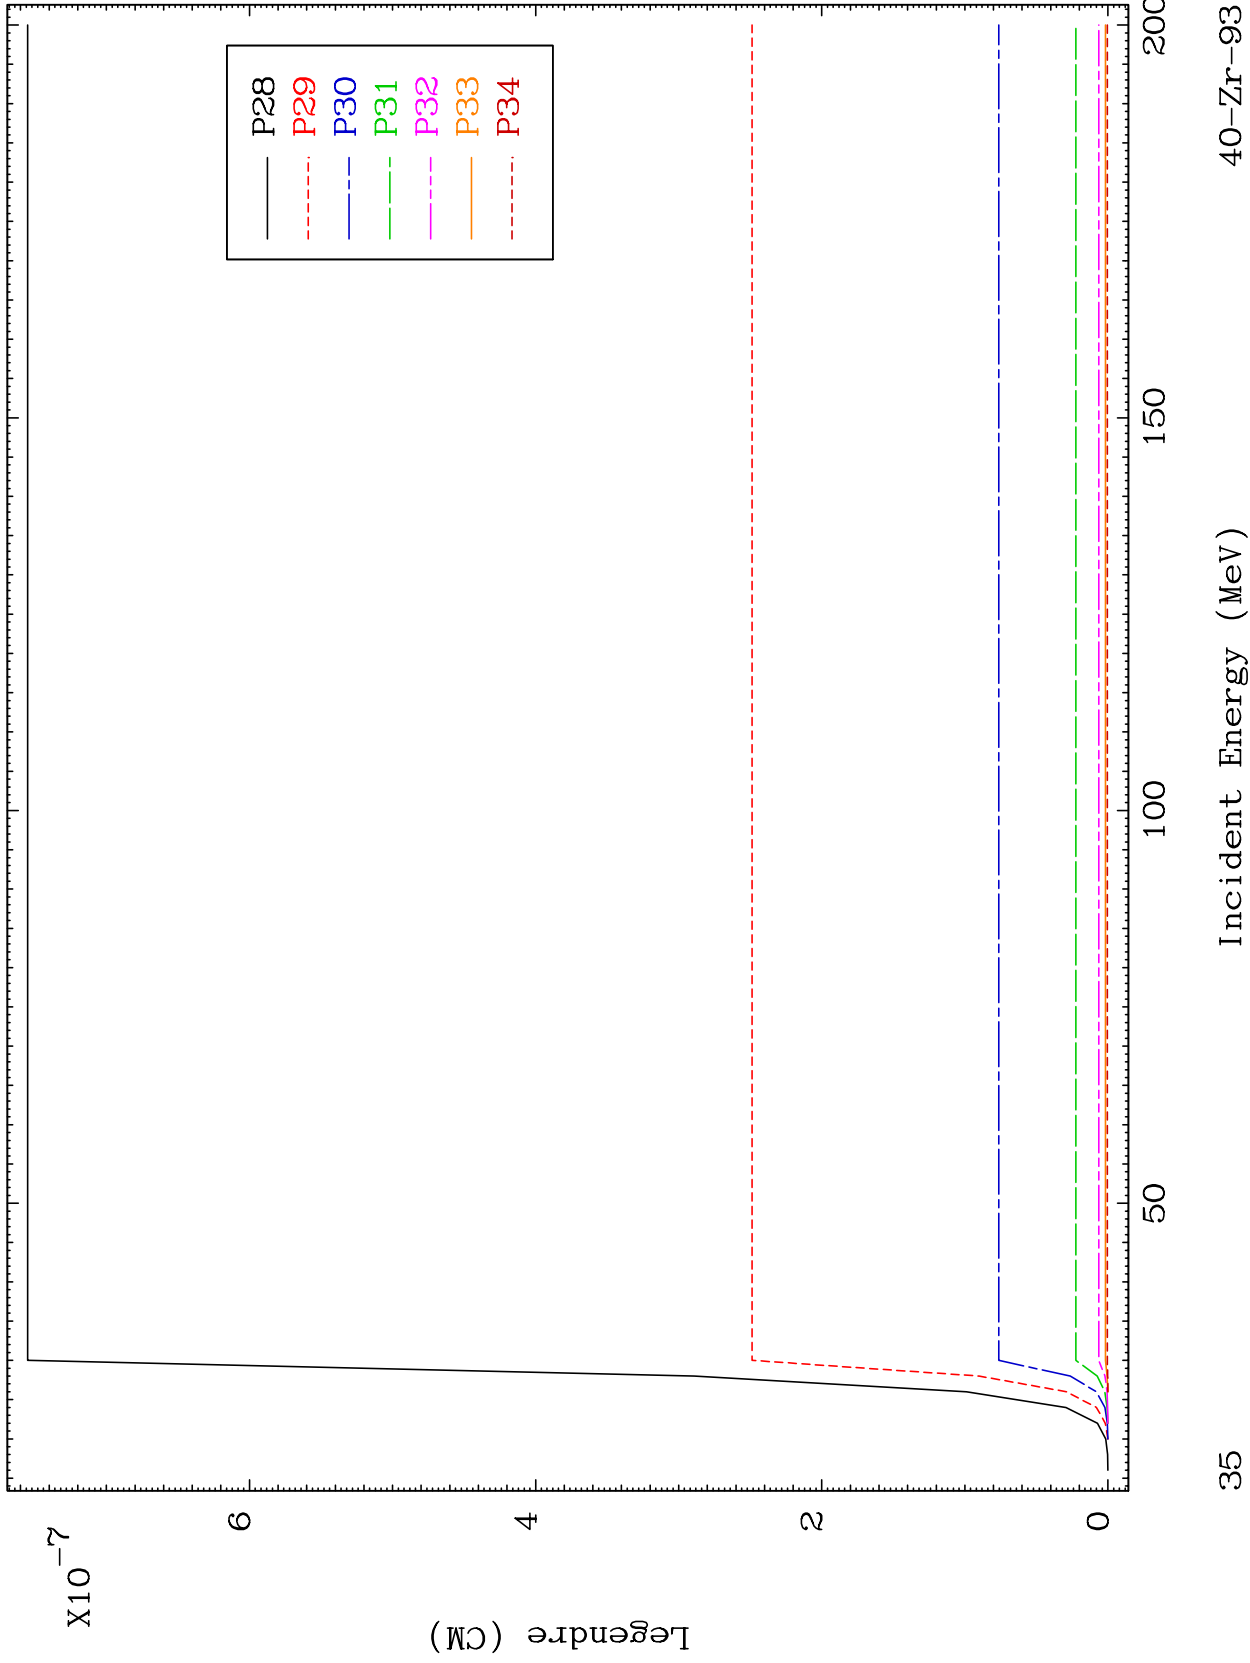 X10-7
6
4
2
0
Legendre (CM)
P28
P29
P30
P31
P32
P33
P34
50
100
150
200
Incident Energy (MeV)
35
40-Zr-93